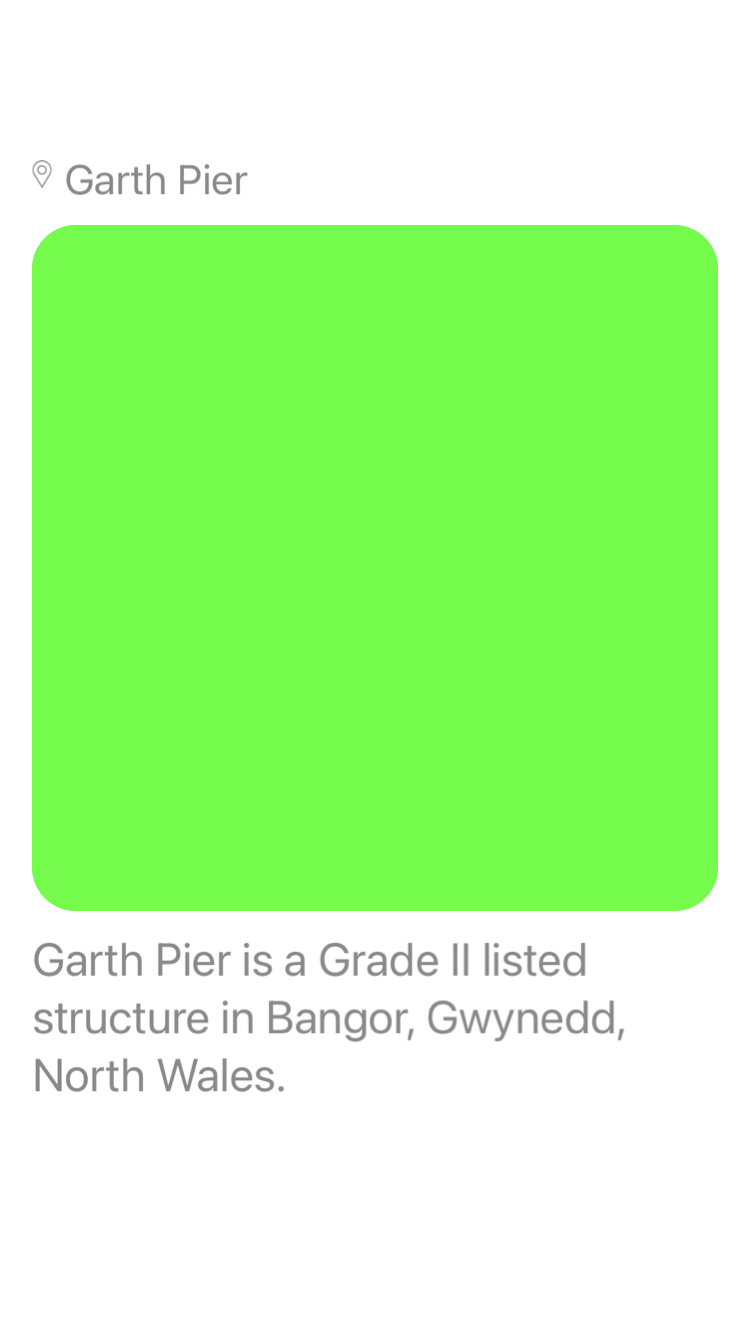 Garth Pier
Garth Pier is a Grade II listed
structure in Bangor, Gwynedd,
North Wales.